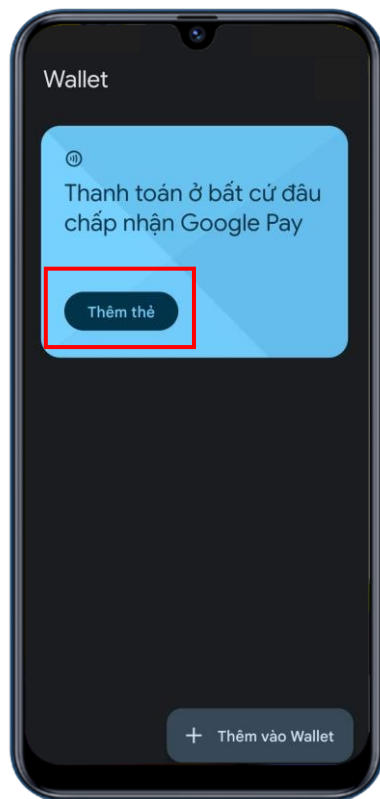 Wallet
Thanh toán ở bất cứ đâu
chấp nhận Google Pay
Thêm thẻ
+ Thêm vào Wallet